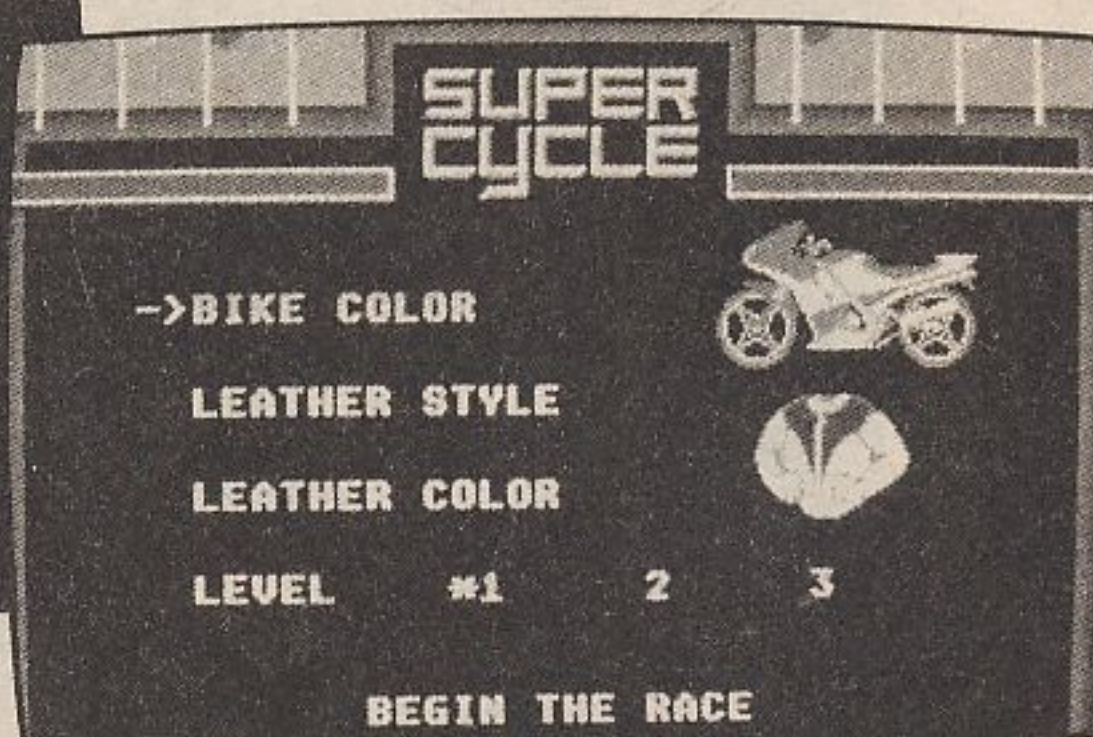 SUPER
CYCLE
->BIKE COLOR
LEATHER STYLE
LEATHER COLOR
LEVEL *1 2 3
BEGIN THE RACE